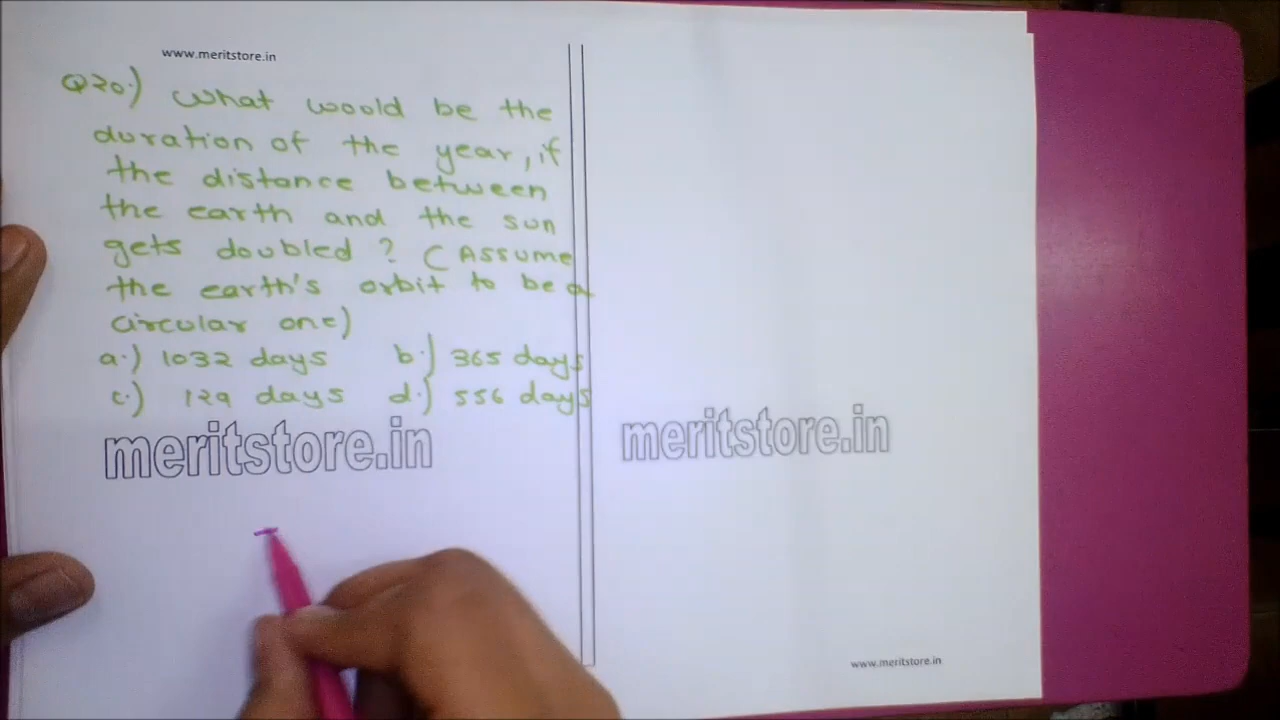 www.meritstore.in
Q20.) What would be the
duration of the year, if
the distance between
the earth and the sun
gets doubled ? (Assume
the earth's orbit to be a
circular one)
a.) 1032 days b.) 365 days
c.) 129 days d.) 556 days
meritstore.in
meritstore.in
www.meritstore.in